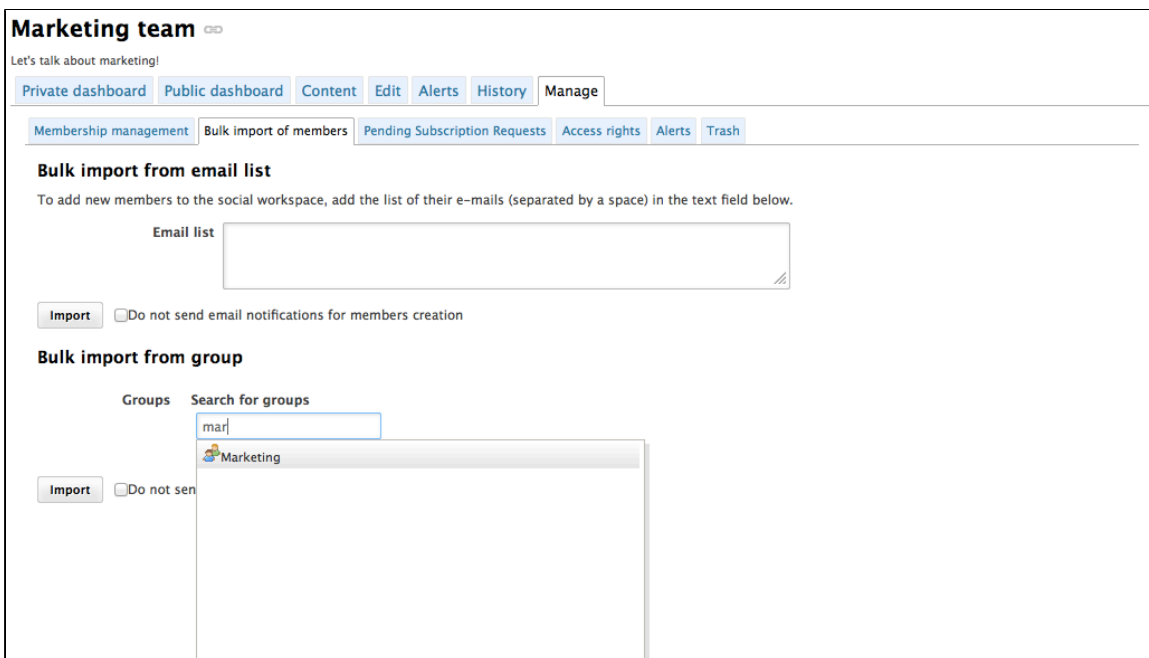 Marketing team
Let's talk about marketing!
Private dashboard Public dashboard Content Edit Alerts History Manage
Membership management Bulk import of members Pending Subscription Requests Access rights Alerts Trash
Bulk import from email list
To add new members to the social workspace, add the list of their e-mails (separated by a space) in the text field below.
Email list
Import Do not send email notifications for members creation
Bulk import from group
Groups Search for groups
mar
Marketing
Import Do not sen